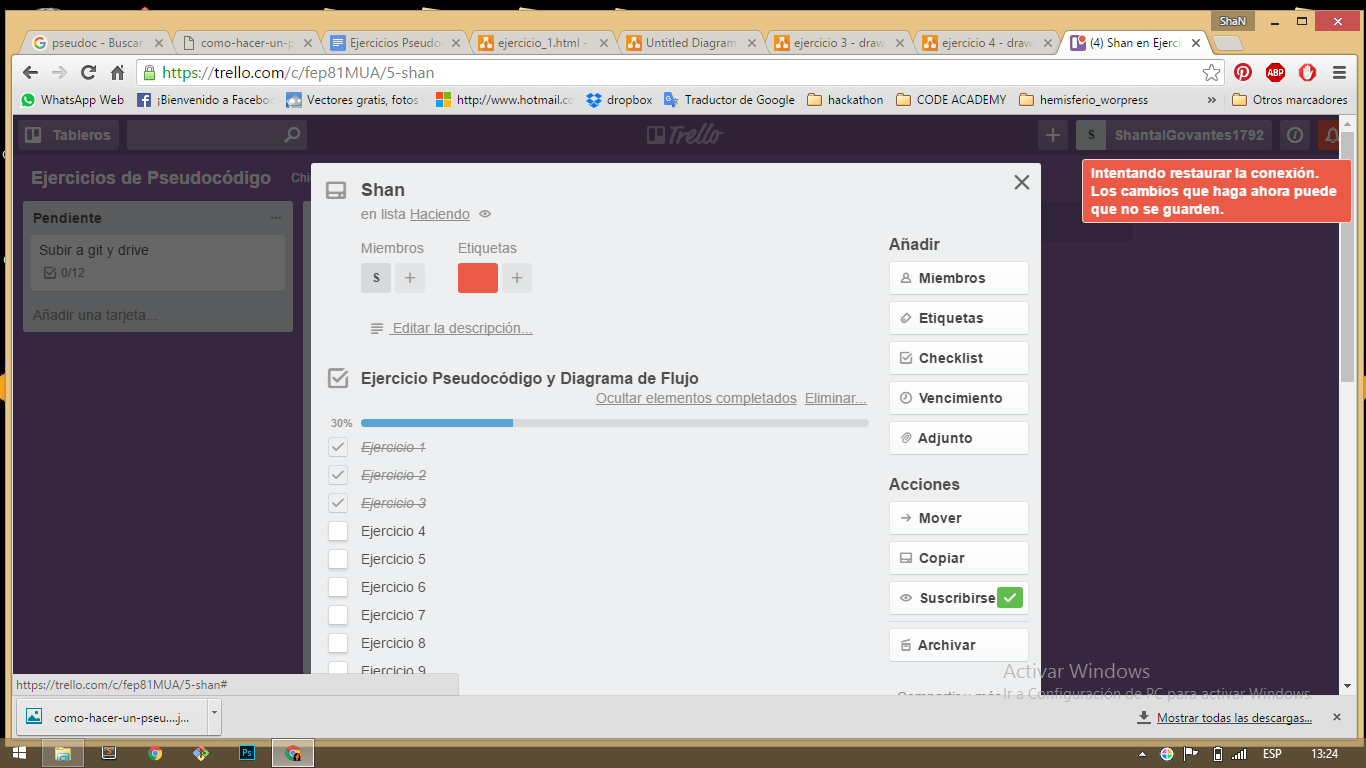 ShaN
pseudoc - Buscar
como-hacer-un-p
Ejercicios Pseudo
ejercicio_1.html -
Untitled Diagram.
ejercicio 3 - draw.
ejercicio 4 - draw.
(4) Shan en Ejerci
https://trello.com/c/fep81MUA/5-shan
ABP
WhatsApp Web
¡Bienvenido a Facebo
Vectores gratis, fotos
http://www.hotmail.cc
dropbox
Traductor de Google
hackathon
CODE ACADEMY
hemisferio_worpress
»
Otros marcadores
Tableros
Trello
S
ShantalGovantes1792
Ejercicios de Pseudocódigo
Intentando restaurar la conexión.
Los cambios que haga ahora puede
que no se guarden.
Pendiente
Subir a git y drive
0/12
Añadir una tarjeta...
Shan
en lista Haciendo
Miembros
Etiquetas
S
Editar la descripción...
Ejercicio Pseudocódigo y Diagrama de Flujo
Ocultar elementos completados
Eliminar...
30%
Ejercicio 1
Ejercicio 2
Ejercicio 3
Ejercicio 4
Ejercicio 5
Ejercicio 6
Ejercicio 7
Ejercicio 8
Ejercicio 9
Añadir
Miembros
Etiquetas
Checklist
Vencimiento
Adjunto
Acciones
Mover
Copiar
Suscribirse
Archivar
Compartir y más
Activar Windows
Ir a Configuración de PC para activar Windows.
https://trello.com/c/fep81MUA/5-shan#
como-hacer-un-pseu....j...
Mostrar todas las descargas...
Ps
ESP
13:24